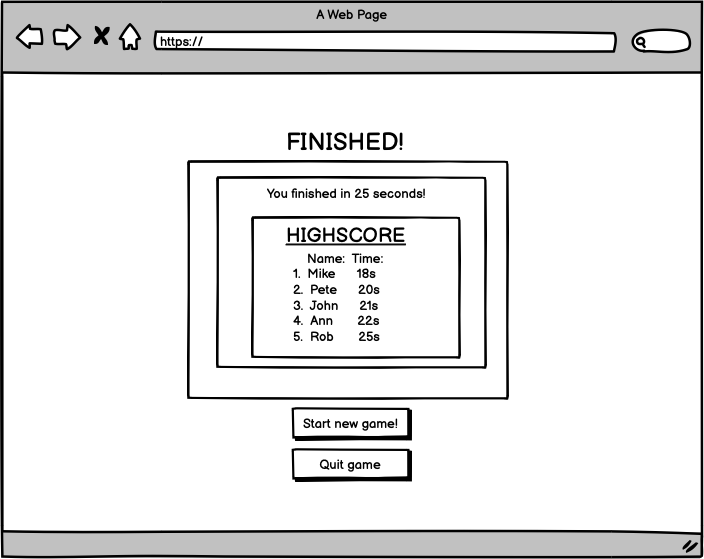 A Web Page
https://
FINISHED!
You finished in 25 seconds!
HIGHSCORE
Name: Time:
1. Mike 18s
2. Pete 20s
3. John 21s
4. Ann 22s
5. Rob 25s
Start new game!
Quit game